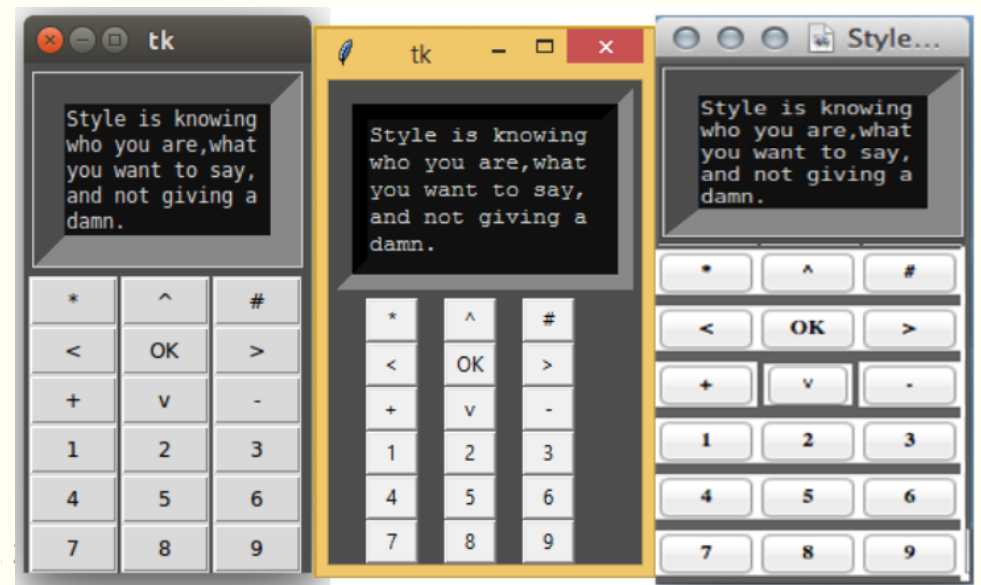 tk
Style is knowing
who you are,what
you want to say,
and not giving a
damn.
* ^ #
< OK >
+ v -
1 2 3
4 5 6
7 8 9
tk
Style is knowing
who you are,what
you want to say,
and not giving a
damn.
* ^ #
< OK >
+ v -
1 2 3
4 5 6
7 8 9
Style...
Style is knowing
who you are,what
you want to say,
and not giving a
damn.
* ^ #
< OK >
+ v -
1 2 3
4 5 6
7 8 9